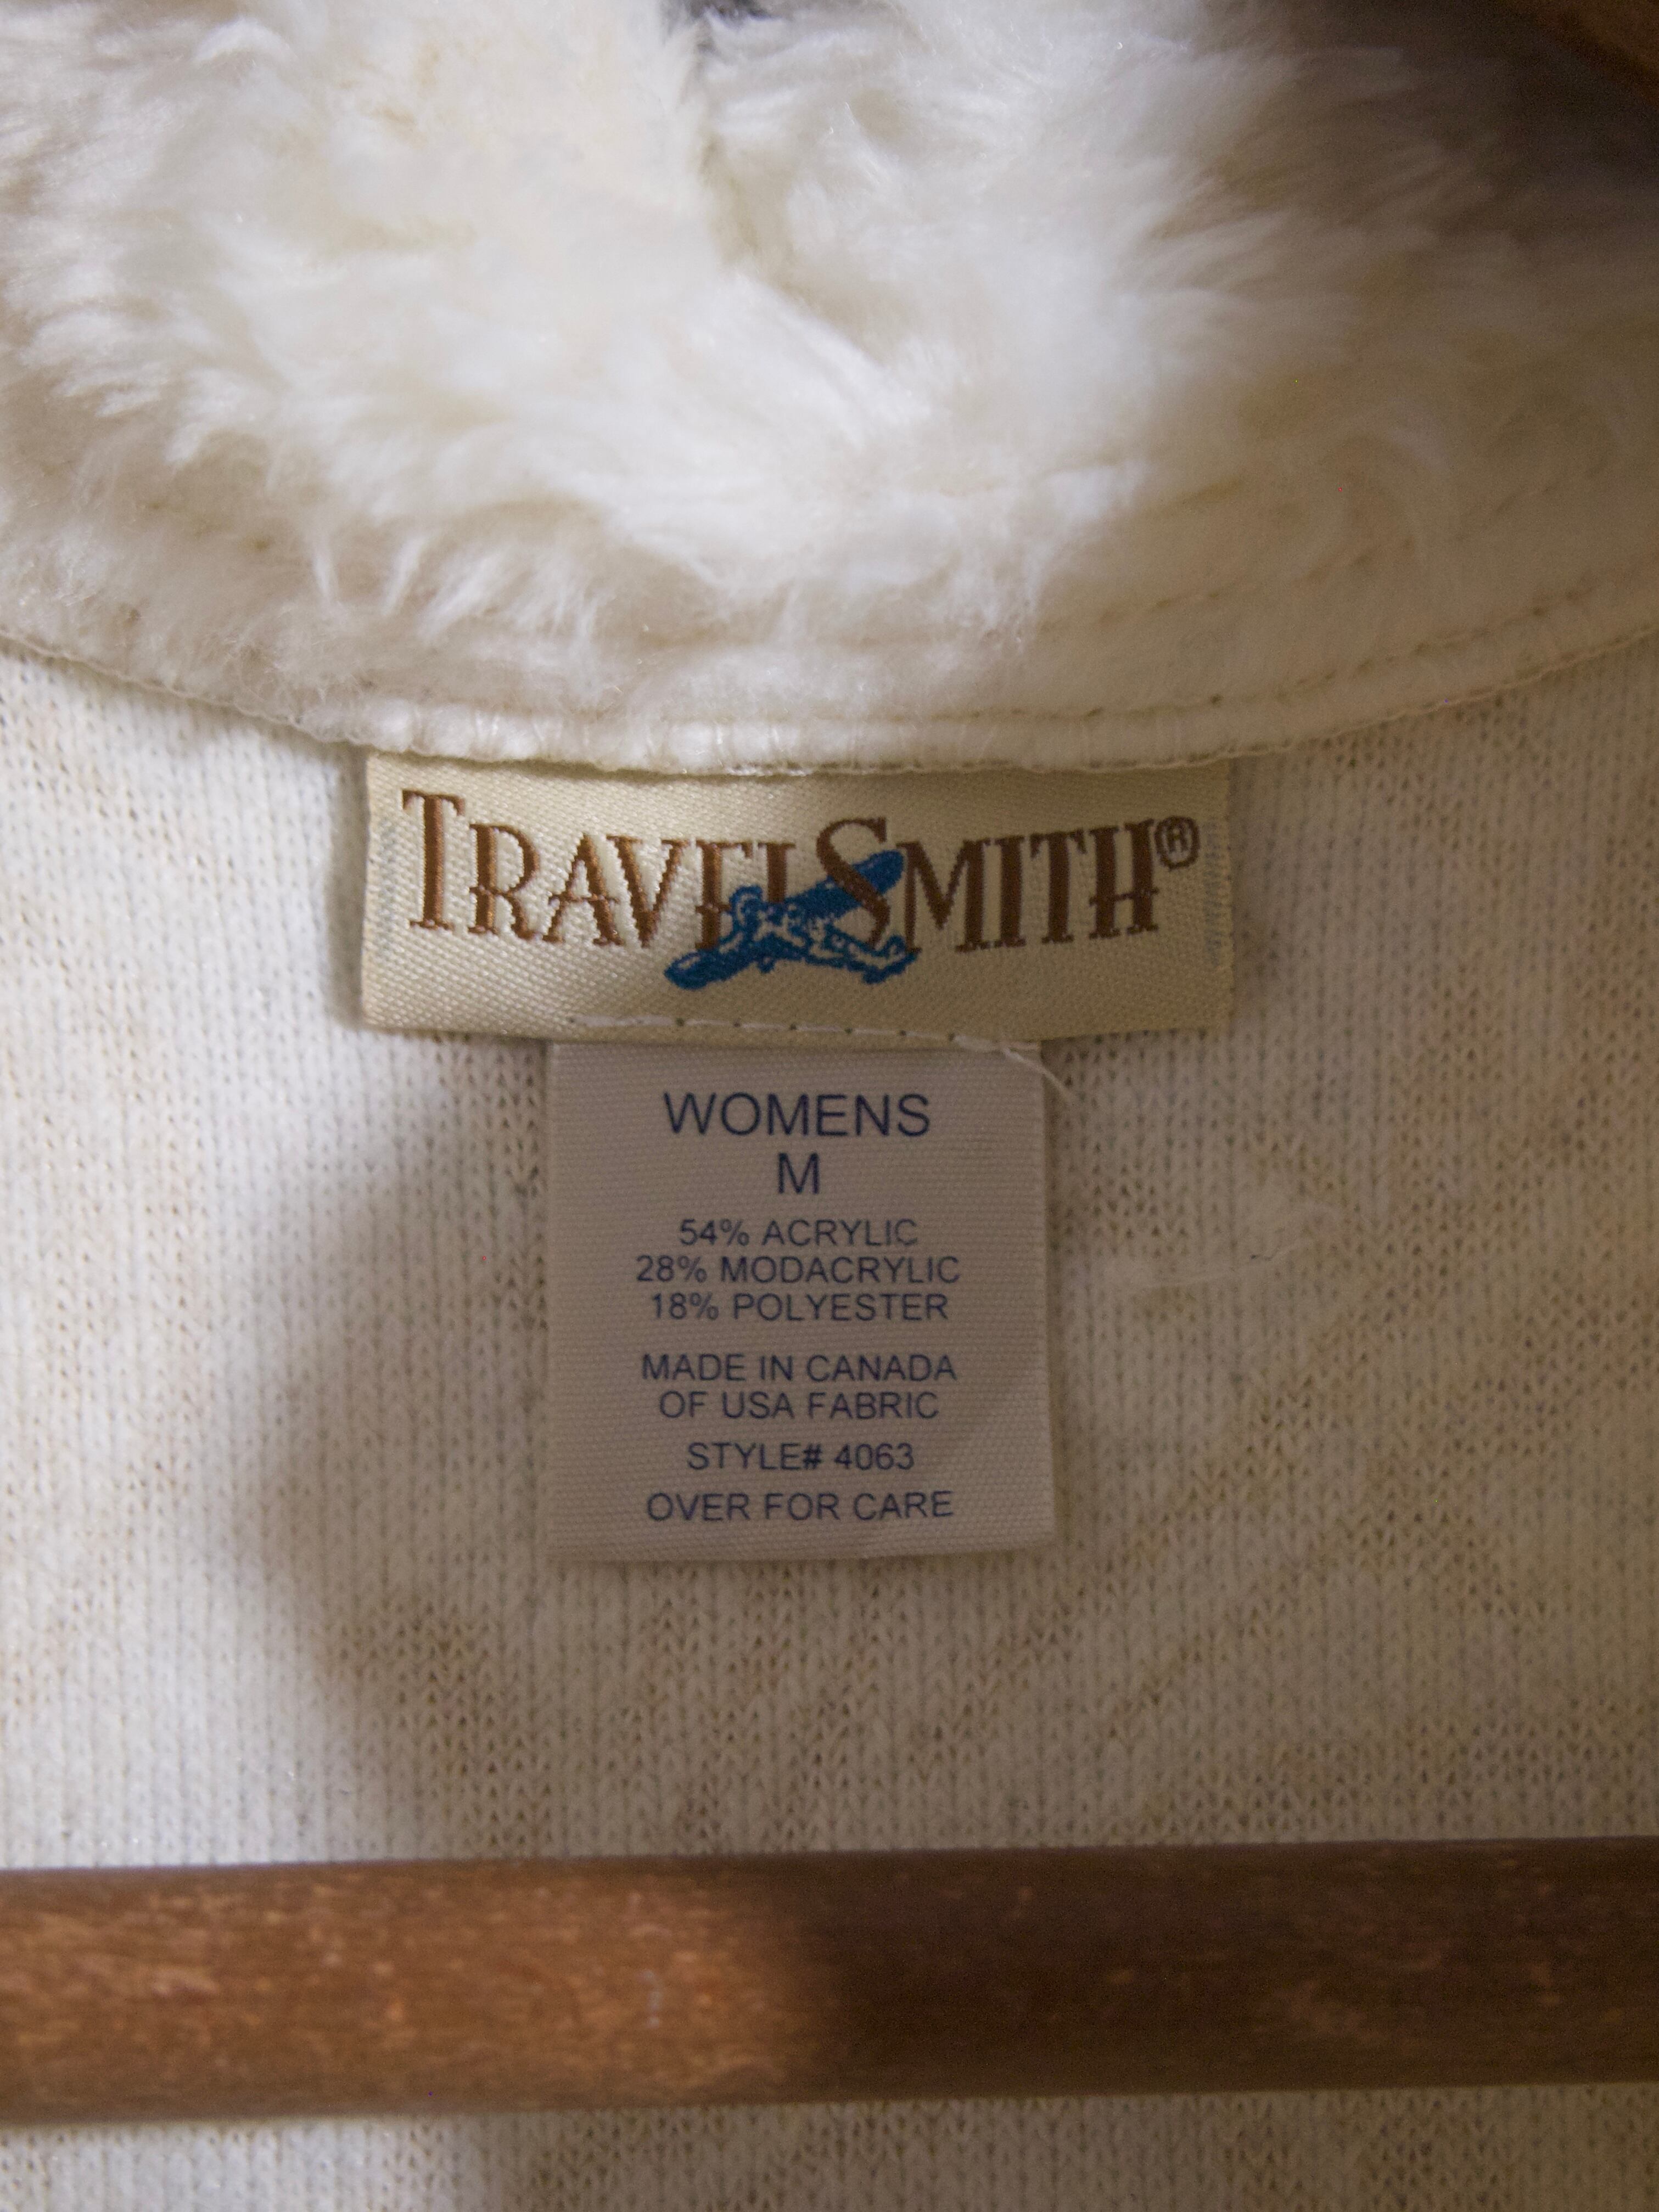 TRAVELSMITH®
WOMENS
M
54% ACRYLIC
28% MODACRYLIC
18% POLYESTER
MADE IN CANADA
OF USA FABRIC
STYLE# 4063
OVER FOR CARE